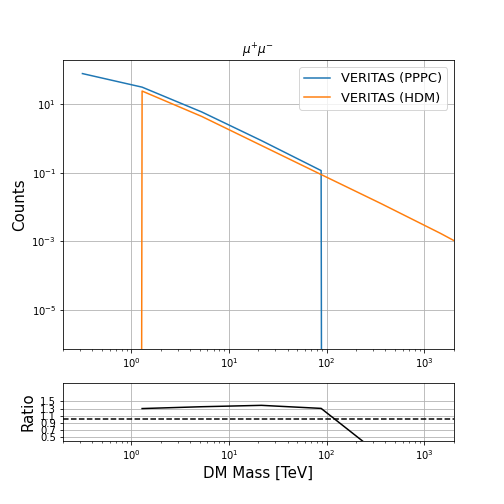 μ⁺μ⁻
VERITAS (PPPC)
VERITAS (HDM)
10¹
10⁻¹
10⁻³
10⁻⁵
Counts
10⁰ 10¹ 10² 10³
1.5
1.3
1.1
0.9
0.7
0.5
Ratio
10⁰ 10¹ 10² 10³
DM Mass [TeV]